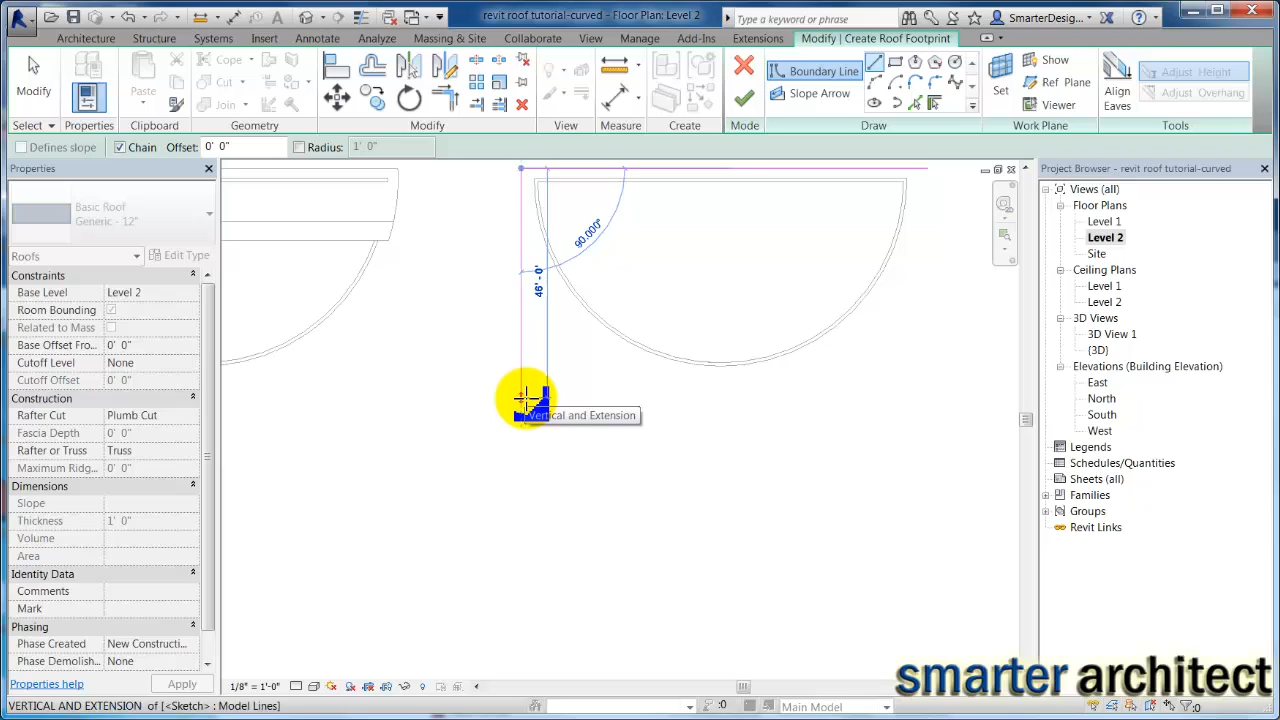 revit roof tutorial-curved - Floor Plan: Level 2
Type a keyword or phrase
SmarterDesig...
Architecture Structure Systems Insert Annotate Analyze Massing & Site Collaborate View Manage Add-Ins Extensions Modify | Create Roof Footprint
Modify
Paste
Cope
Cut
Join
Boundary Line
Slope Arrow
Set
Show
Ref Plane
Viewer
Align
Eaves
Adjust Height
Adjust Overhang
Select Properties Clipboard Geometry Modify View Measure Create Mode Draw Work Plane Tools
Defines slope Chain Offset: 0' 0" Radius: 1' 0"
Properties
Basic Roof
Generic - 12"
Roofs Edit Type
Constraints
Base Level Level 2
Room Bounding
Related to Mass
Base Offset Fro... 0' 0"
Cutoff Level None
Cutoff Offset 0' 0"
Construction
Rafter Cut Plumb Cut
Fascia Depth 0' 0"
Rafter or Truss Truss
Maximum Ridg... 0' 0"
Dimensions
Slope
Thickness 1' 0"
Volume
Area
Identity Data
Comments
Mark
Phasing
Phase Created New Constructi...
Phase Demolish... None
Properties help Apply
90.000°
46' - 0"
Vertical and Extension
Project Browser - revit roof tutorial-curved
Views (all)
Floor Plans
Level 1
Level 2
Site
Ceiling Plans
Level 1
Level 2
3D Views
3D View 1
{3D}
Elevations (Building Elevation)
East
North
South
West
Legends
Schedules/Quantities
Sheets (all)
Families
Groups
Revit Links
1/8" = 1'-0"
smarter architect
VERTICAL AND EXTENSION of [<Sketch> ; Model Lines] :0 Main Model :0